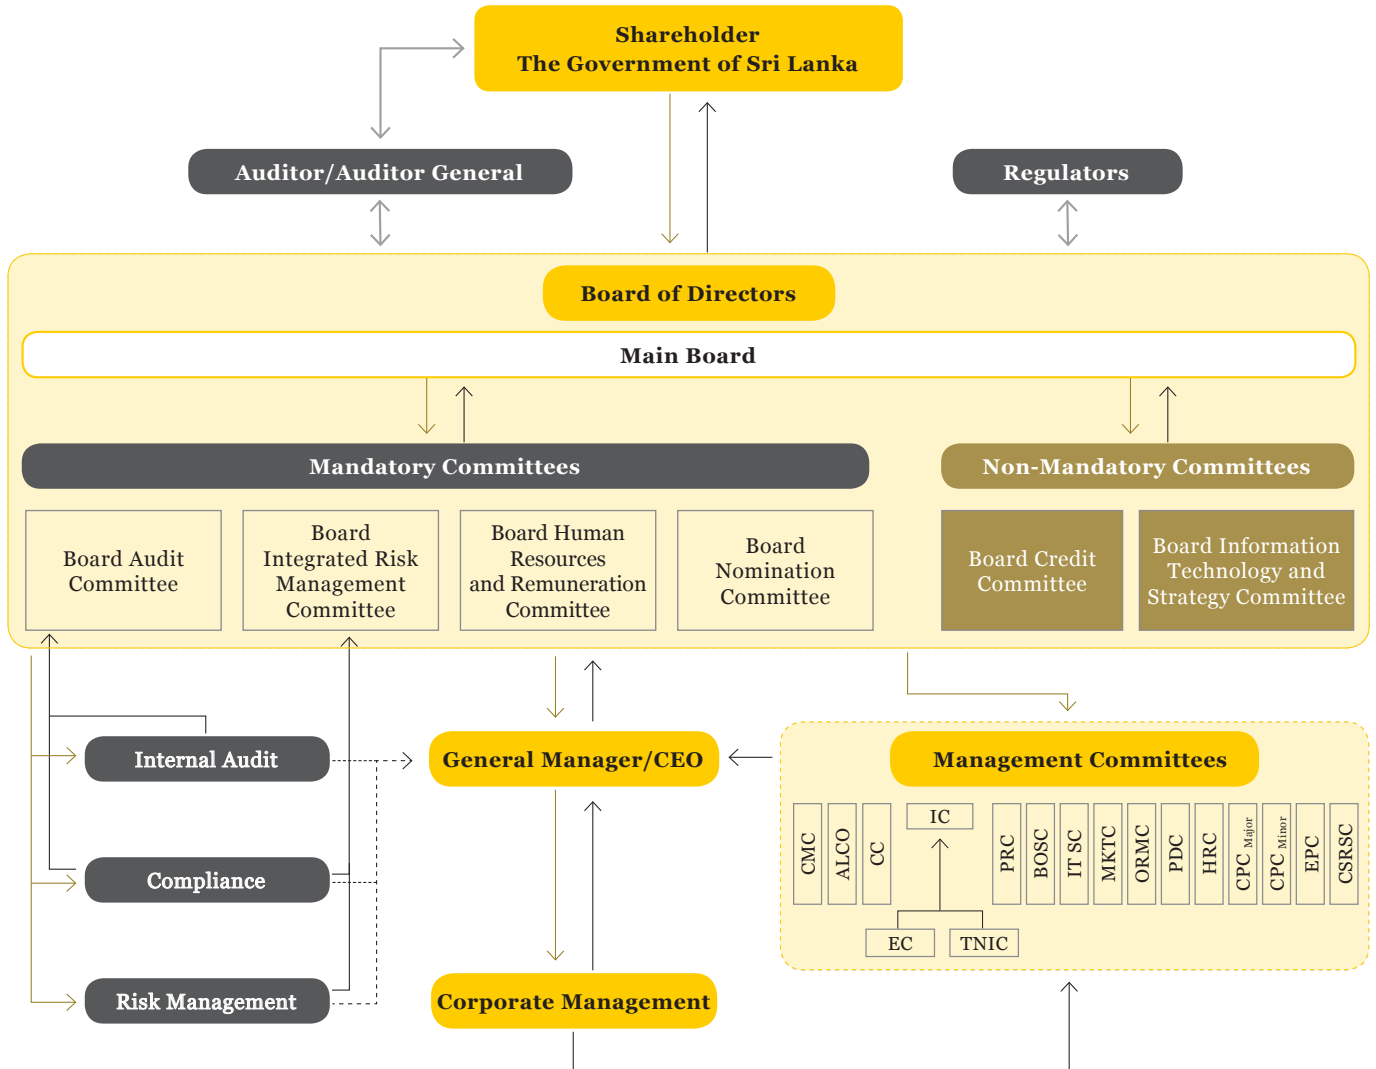 Shareholder
The Government of Sri Lanka
Auditor/Auditor General
Regulators
Board of Directors
Main Board
Mandatory Committees
Non-Mandatory Committees
Board Audit
Committee
Board
Integrated Risk
Management
Committee
Board Human
Resources
and Remuneration
Committee
Board
Nomination
Committee
Board Credit
Committee
Board Information
Technology and
Strategy Committee
Internal Audit
General Manager/CEO
Management Committees
CMC
ALCO
CC
IC
EC
TNIC
PRC
BOSC
IT SC
MKTC
ORMC
PDC
HRC
CPC Major
CPC Minor
EPC
CSRSC
Compliance
Risk Management
Corporate Management